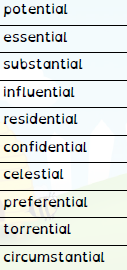 potential
essential
substantial
influential
residential
confidential
celestial
preferential
torrential
circumstantial